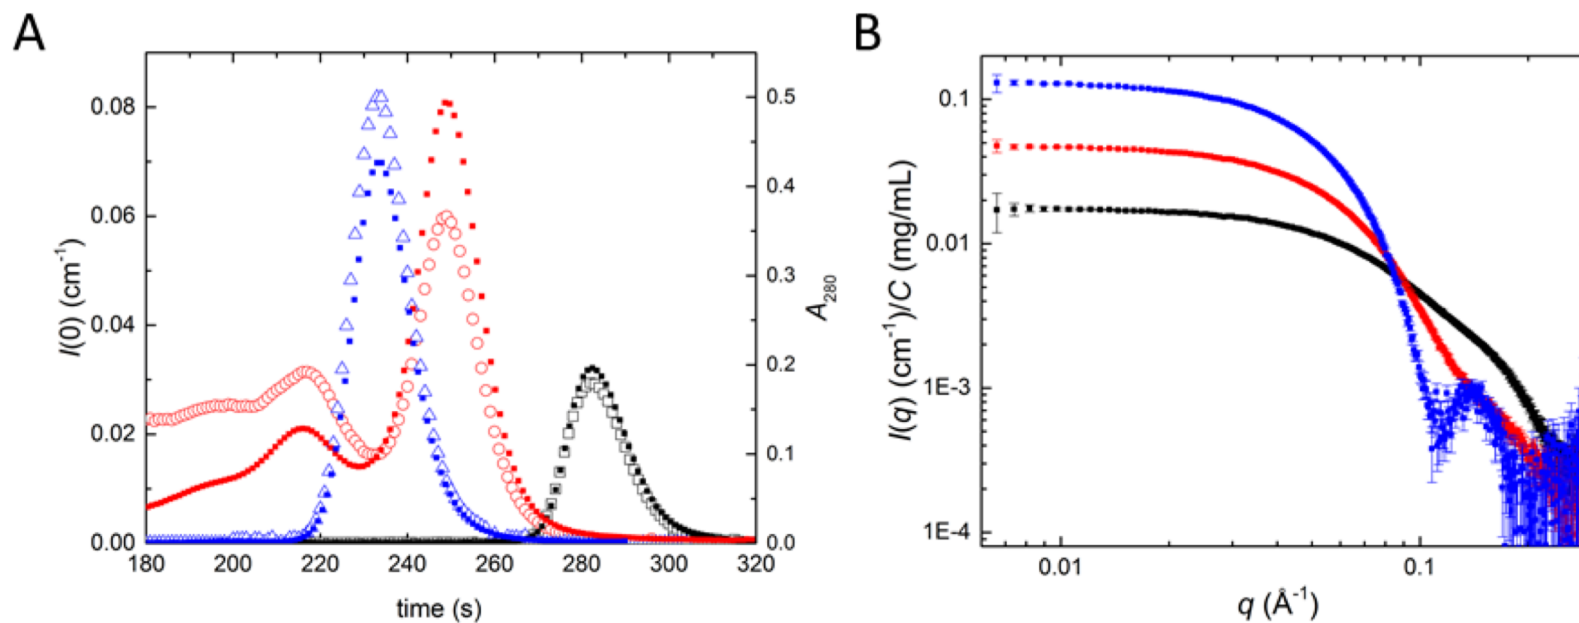 A
I(0) (cm⁻¹)
0.08
0.06
0.04
0.02
0.00
0.5
0.4
0.3
0.2
0.1
0.0
A₂₈₀
180 200 220 240 260 280 300 320
time (s)
B
I(q) (cm⁻¹)/C (mg/mL)
0.1
0.01
1E-3
1E-4
0.01 0.1
q (Å⁻¹)